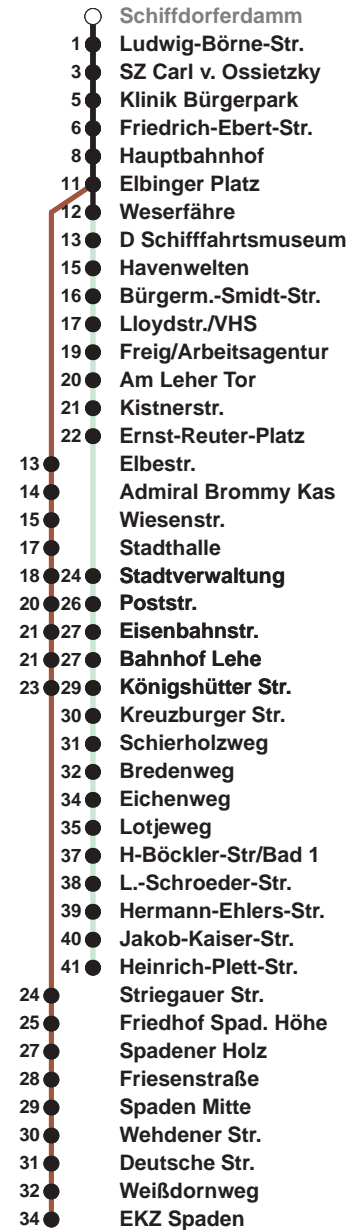 Schiffdorferdamm
1 Ludwig-Börne-Str.
3 SZ Carl v. Ossietzky
5 Klinik Bürgerpark
6 Friedrich-Ebert-Str.
8 Hauptbahnhof
11 Elbinger Platz
12 Weserfähre
13 D Schifffahrtsmuseum
15 Havenwelten
16 Bürgerm.-Smidt-Str.
17 Lloydstr./VHS
19 Freig/Arbeitsagentur
20 Am Leher Tor
21 Kistnerstr.
22 Ernst-Reuter-Platz
13 Elbestr.
14 Admiral Brommy Kas
15 Wiesenstr.
17 Stadthalle
18 24 Stadtverwaltung
20 26 Poststr.
21 27 Eisenbahnstr.
21 27 Bahnhof Lehe
23 29 Königshütter Str.
30 Kreuzburger Str.
31 Schierholzweg
32 Bredenweg
34 Eichenweg
35 Lotjeweg
37 H-Böckler-Str/Bad 1
38 L.-Schroeder-Str.
39 Hermann-Ehlers-Str.
40 Jakob-Kaiser-Str.
41 Heinrich-Plett-Str.
24 Striegauer Str.
25 Friedhof Spad. Höhe
27 Spadener Holz
28 Friesenstraße
29 Spaden Mitte
30 Wehdener Str.
31 Deutsche Str.
32 Weißdornweg
34 EKZ Spaden